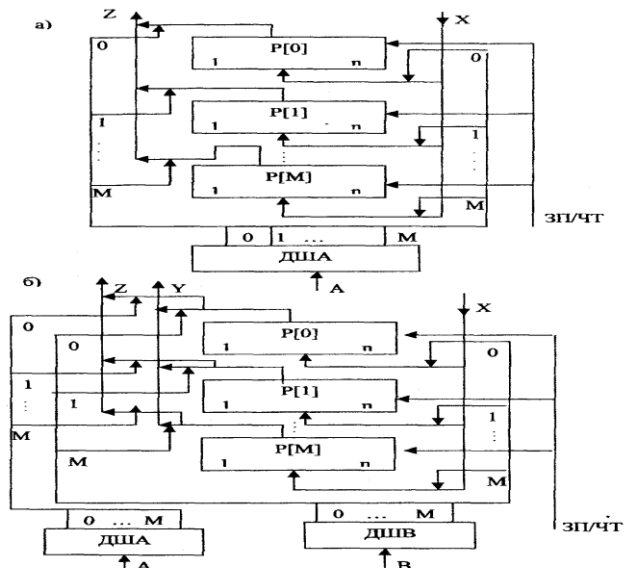 а) Z X
0 P[0] 0
1 n
1 P[1] 1
1 n
P[M]
M 1 n M
ЗП/ЧТ
0 1 ... M
ДША
A
б) Z Y X
0 P[0]
0 1 n 0
1 P[1]
1 1 n 1
M P[M]
M 1 n M
0 ... M 0 ... M ЗП/ЧТ
ДША ДШВ
A B